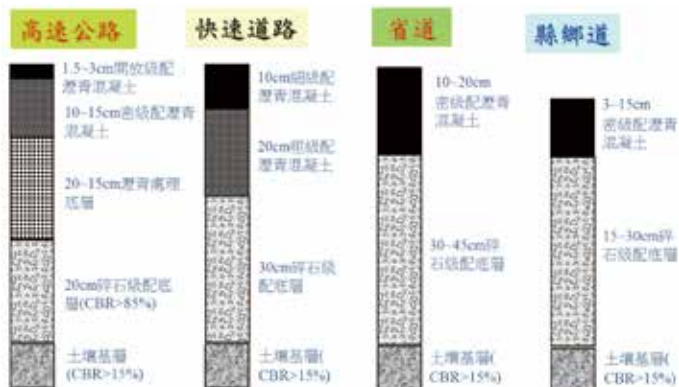 高速公路
1.5~3cm開放級配
瀝青混凝土
10~15cm密級配瀝青
混凝土
20~15cm瀝青處理
底層
20cm碎石級配底
層(CBR>85%)
土壤基層
(CBR>15%)
快速道路
10cm細級配
瀝青混凝土
20cm粗級配
瀝青混凝土
30cm碎石級
配底層
土壤基層(
CBR>15%)
省道
10~20cm
密級配瀝青
混凝土
30~45cm碎
石級配底層
土壤基層(
CBR>15%)
縣鄉道
3~15cm
密級配瀝青
混凝土
15~30cm碎
石級配底層
土壤基層(
CBR>15%)